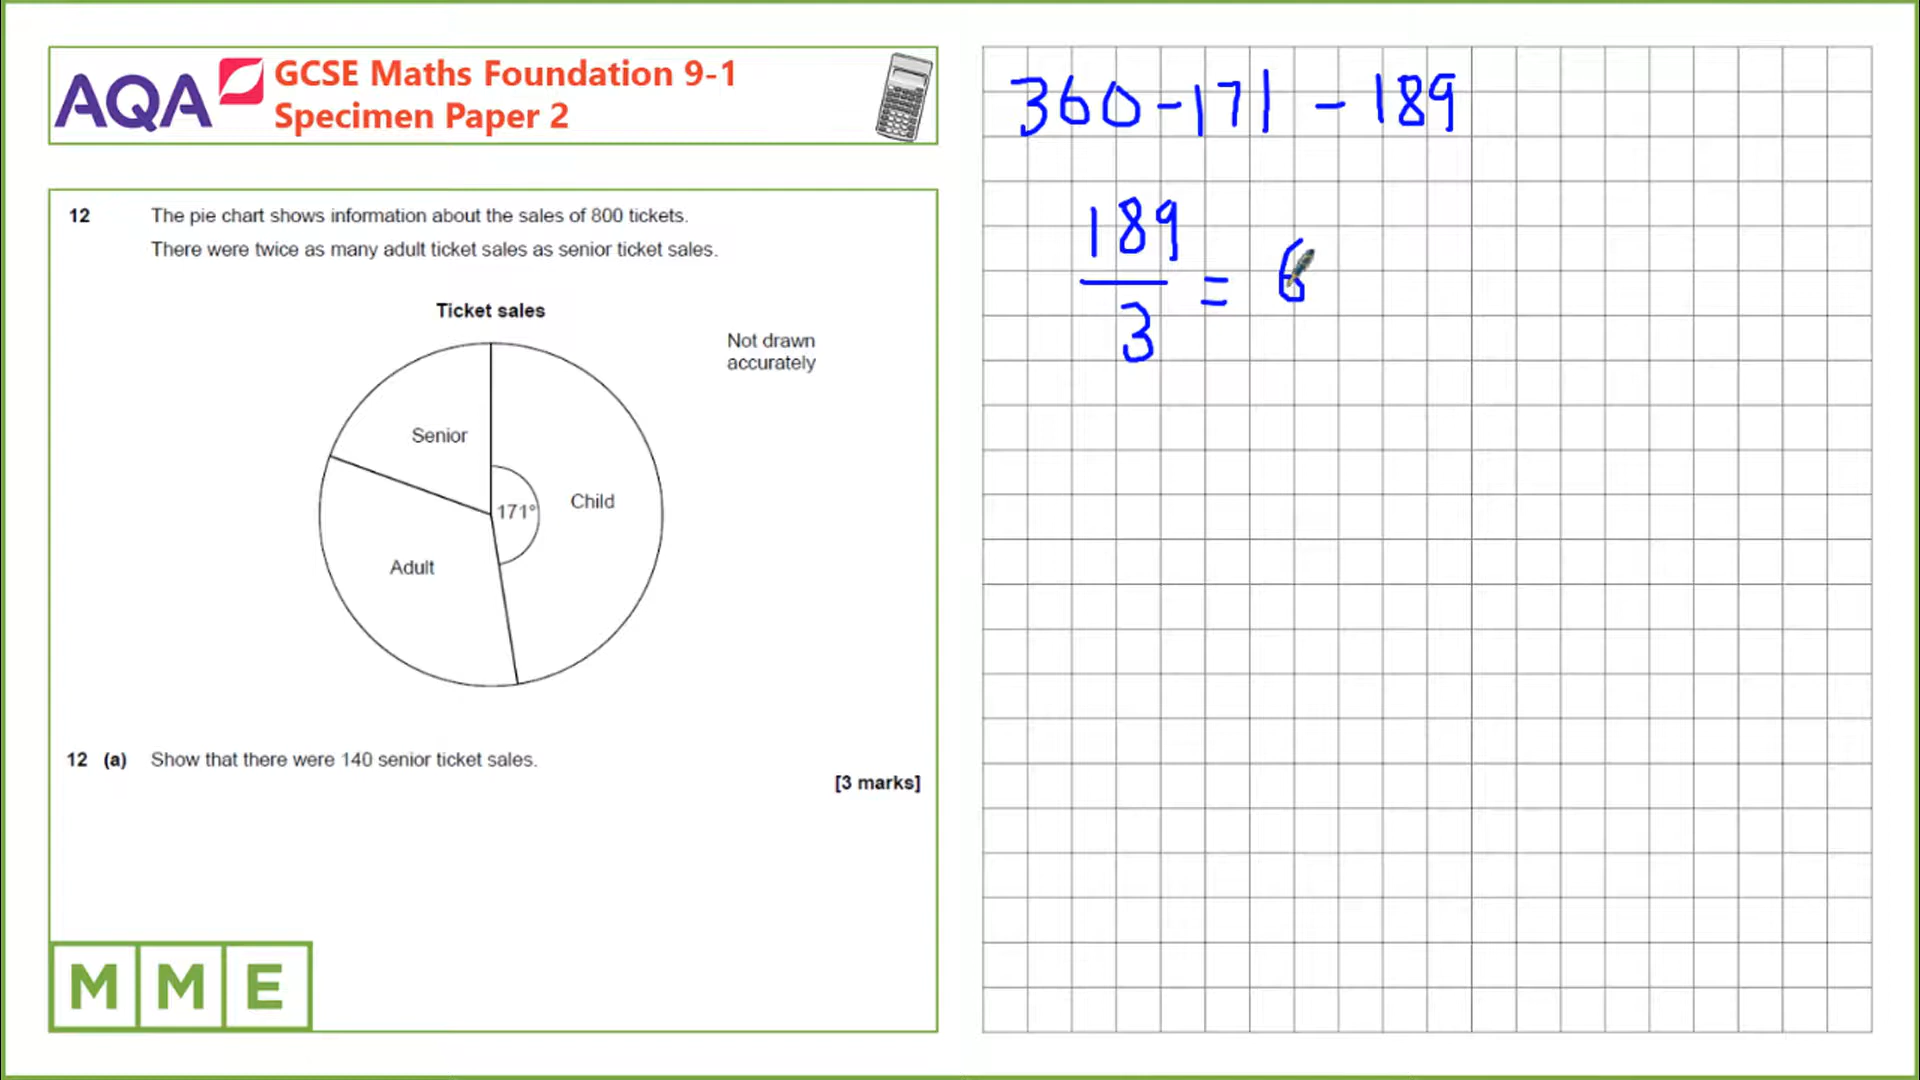 AQA
GCSE Maths Foundation 9-1
Specimen Paper 2
12 The pie chart shows information about the sales of 800 tickets.
There were twice as many adult ticket sales as senior ticket sales.
Ticket sales
Not drawn
accurately
Senior
171°
Child
Adult
12 (a) Show that there were 140 senior ticket sales.
[3 marks]
MME
360-171 - 189
189
= 6
3